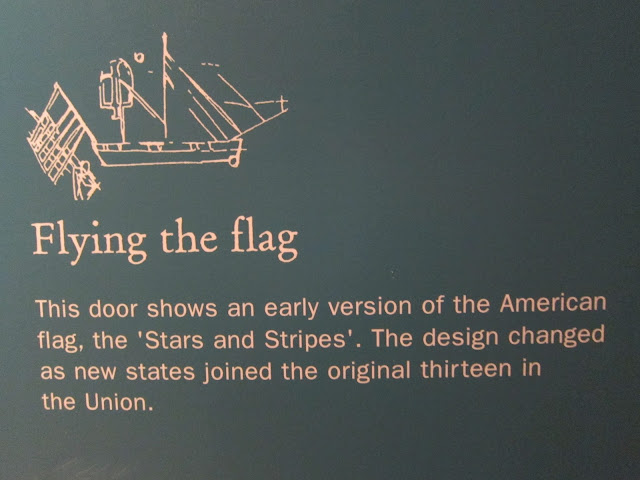 Flying the flag
This door shows an early version of the American
flag, the 'Stars and Stripes'. The design changed
as new states joined the original thirteen in
the Union.